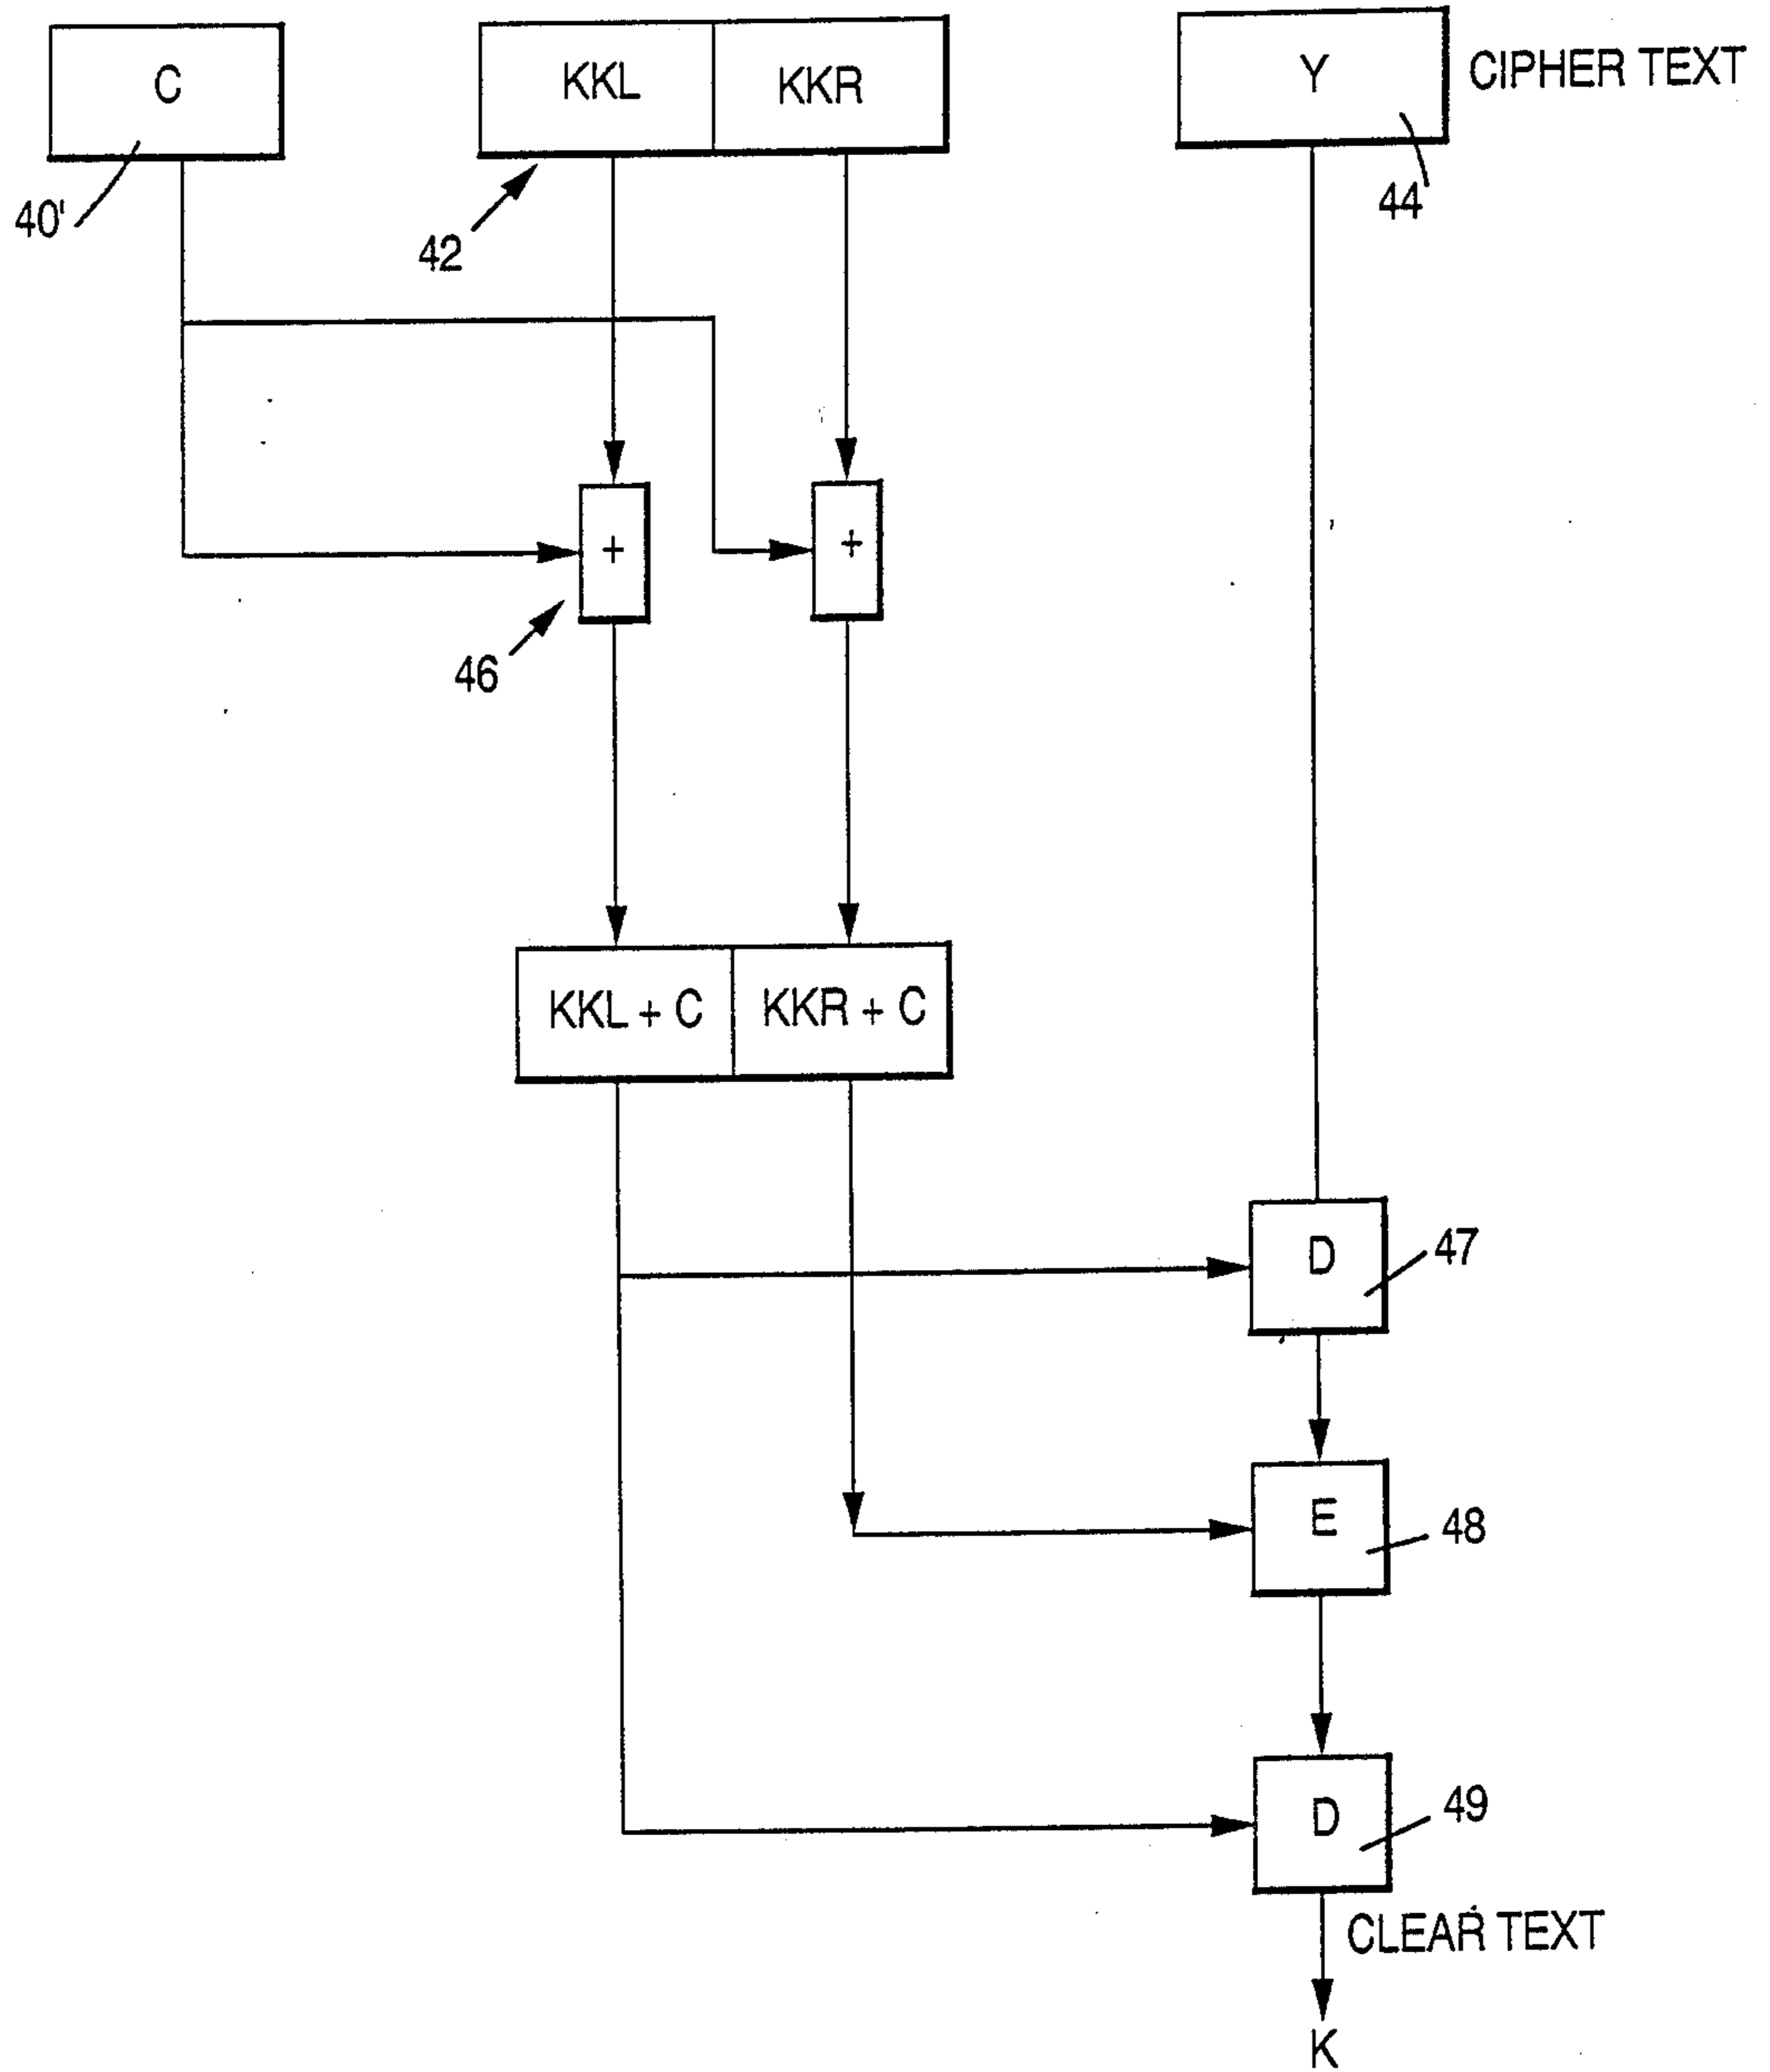 C
KKL
KKR
Y
CIPHER TEXT
40'
42
44
+
+
46
KKL + C
KKR + C
D
47
E
48
D
49
CLEAR TEXT
K